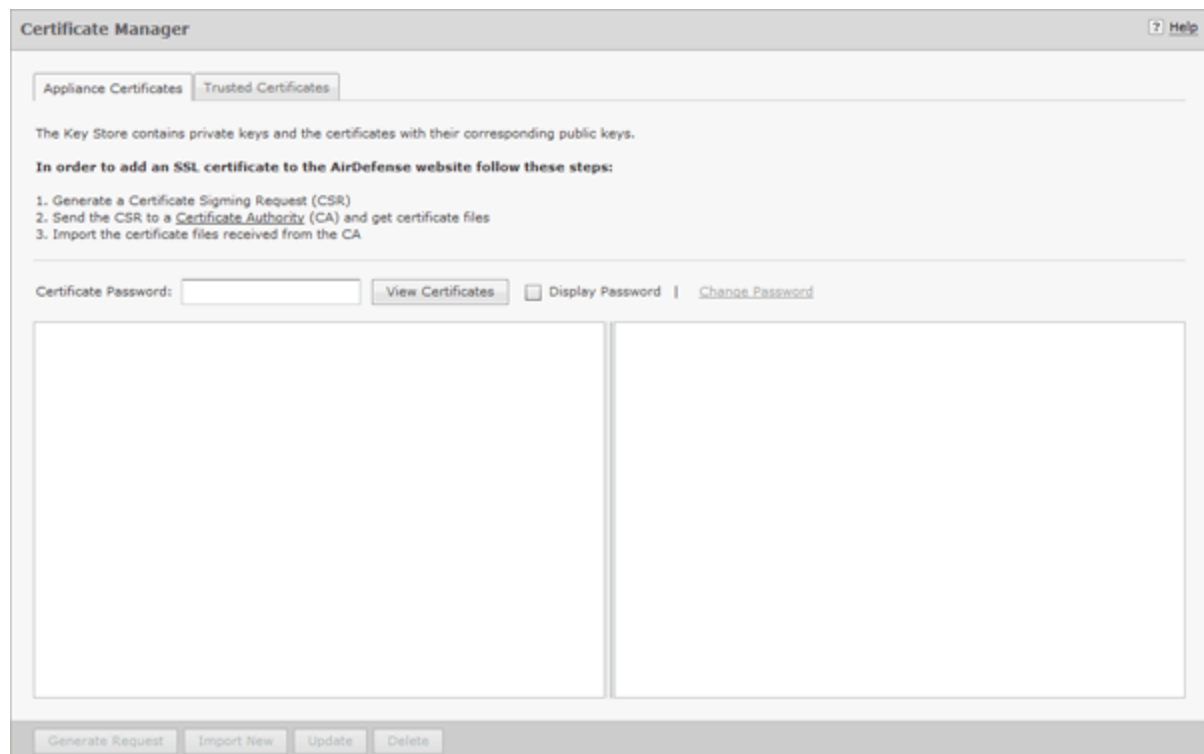 Certificate Manager
? Help
Appliance Certificates Trusted Certificates
The Key Store contains private keys and the certificates with their corresponding public keys.
In order to add an SSL certificate to the AirDefense website follow these steps:
1. Generate a Certificate Signing Request (CSR)
2. Send the CSR to a Certificate Authority (CA) and get certificate files
3. Import the certificate files received from the CA
Certificate Password: View Certificates Display Password | Change Password
Generate Request Import New Update Delete